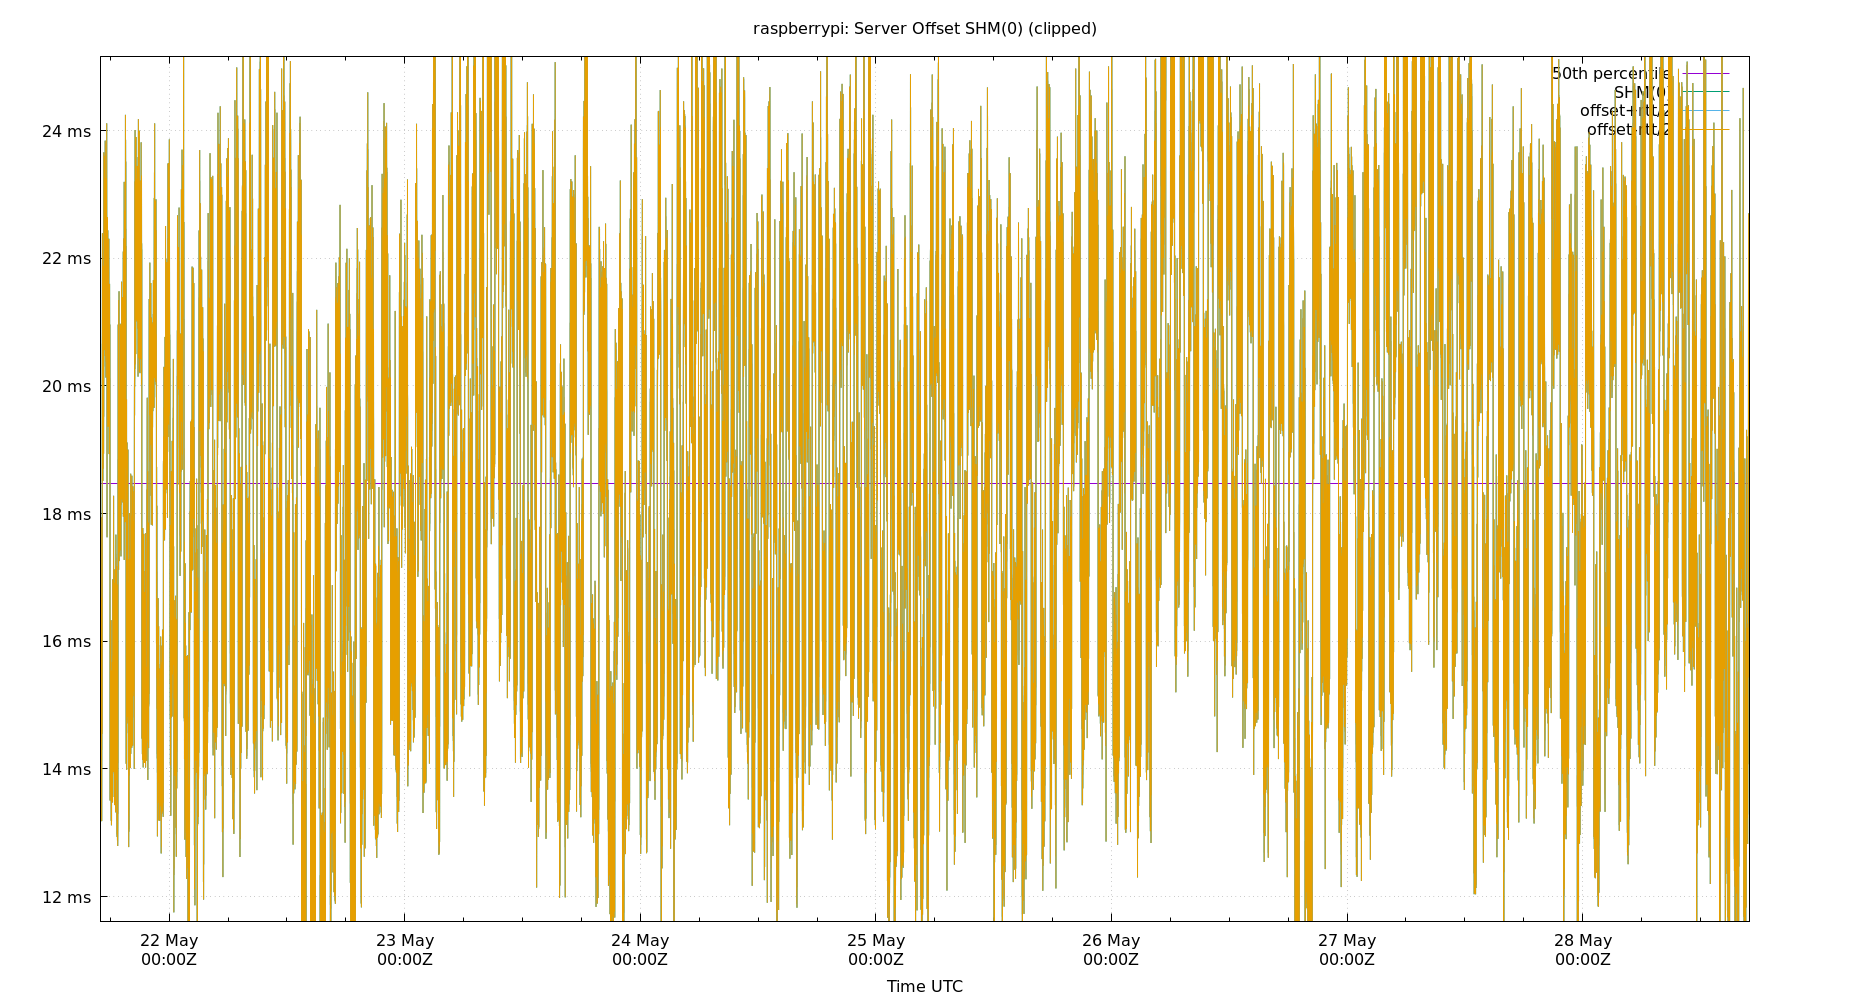 raspberrypi: Server Offset SHM(0) (clipped)
50th percentile
SHM(0)
offset+rtt/2
offset-rtt/2
24 ms
22 ms
20 ms
18 ms
16 ms
14 ms
12 ms
22 May 23 May 24 May 25 May 26 May 27 May 28 May
00:00Z 00:00Z 00:00Z 00:00Z 00:00Z 00:00Z 00:00Z
Time UTC